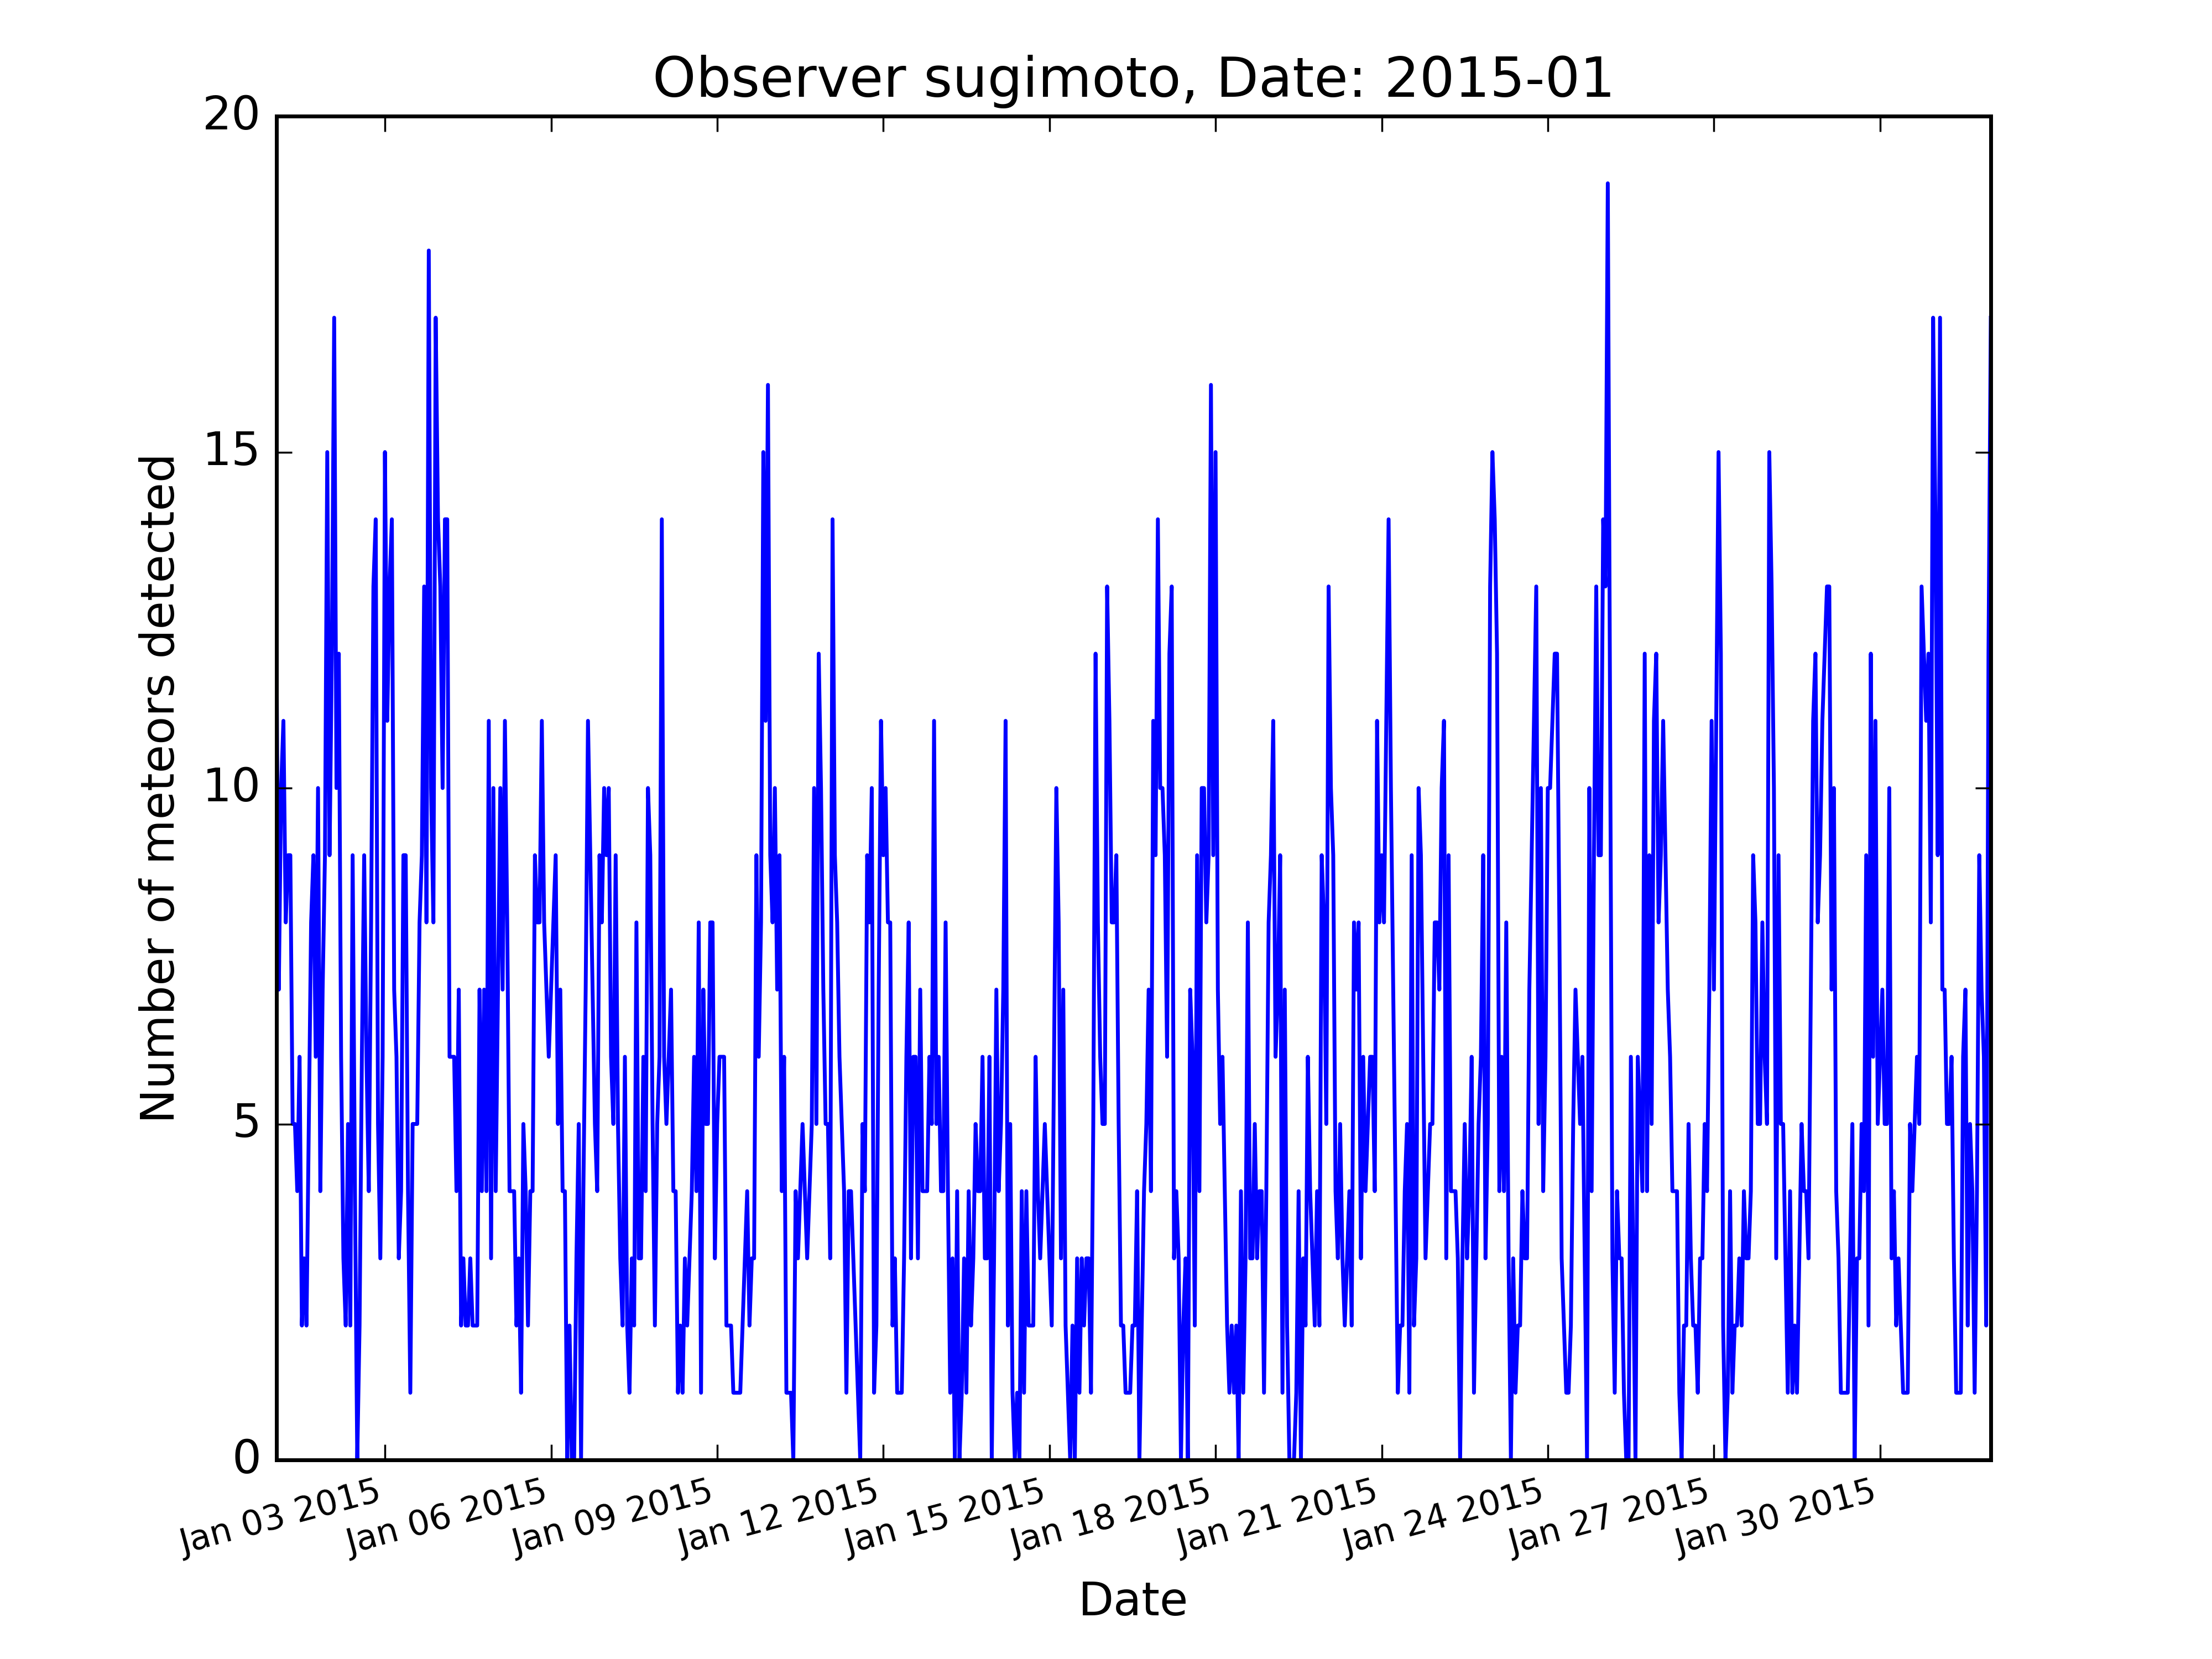 Observer sugimoto, Date: 2015-01
Number of meteors detected
20
15
10
5
0
Jan 03 2015
Jan 06 2015
Jan 09 2015
Jan 12 2015
Jan 15 2015
Jan 18 2015
Jan 21 2015
Jan 24 2015
Jan 27 2015
Jan 30 2015
Date